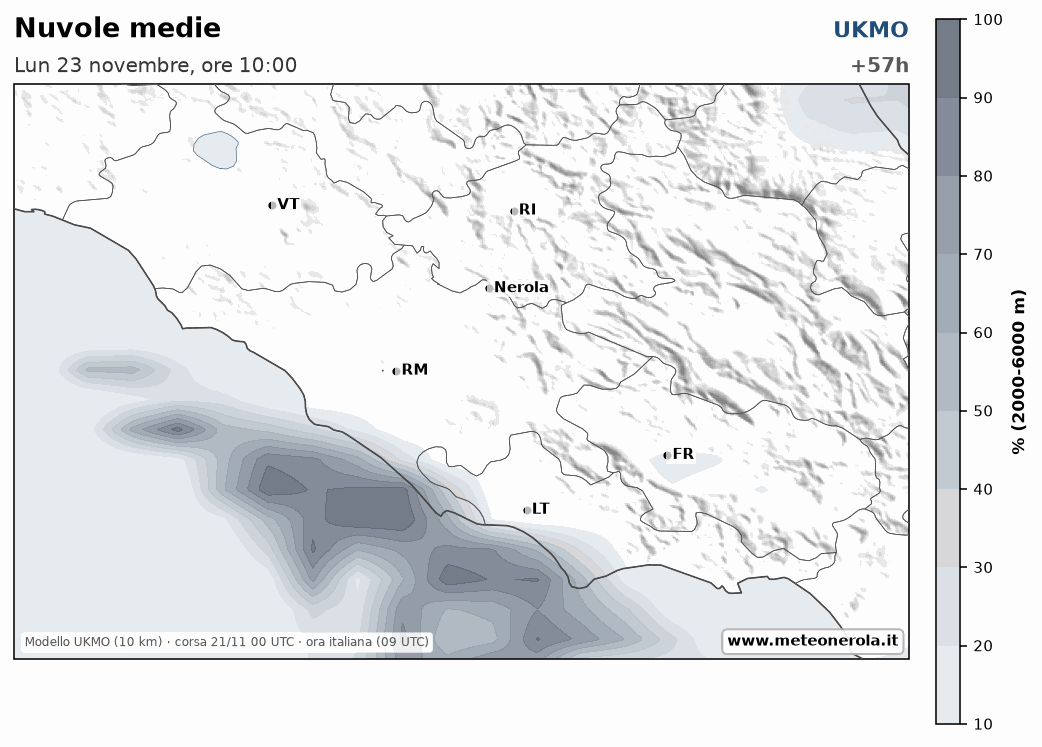 Nuvole medie
UKMO
Lun 23 novembre, ore 10:00
+57h
100
90
80
70
60
50
40
30
20
10
% (2000-6000 m)
VT
RI
Nerola
RM
FR
LT
Modello UKMO (10 km) · corsa 21/11 00 UTC · ora italiana (09 UTC)
www.meteonerola.it